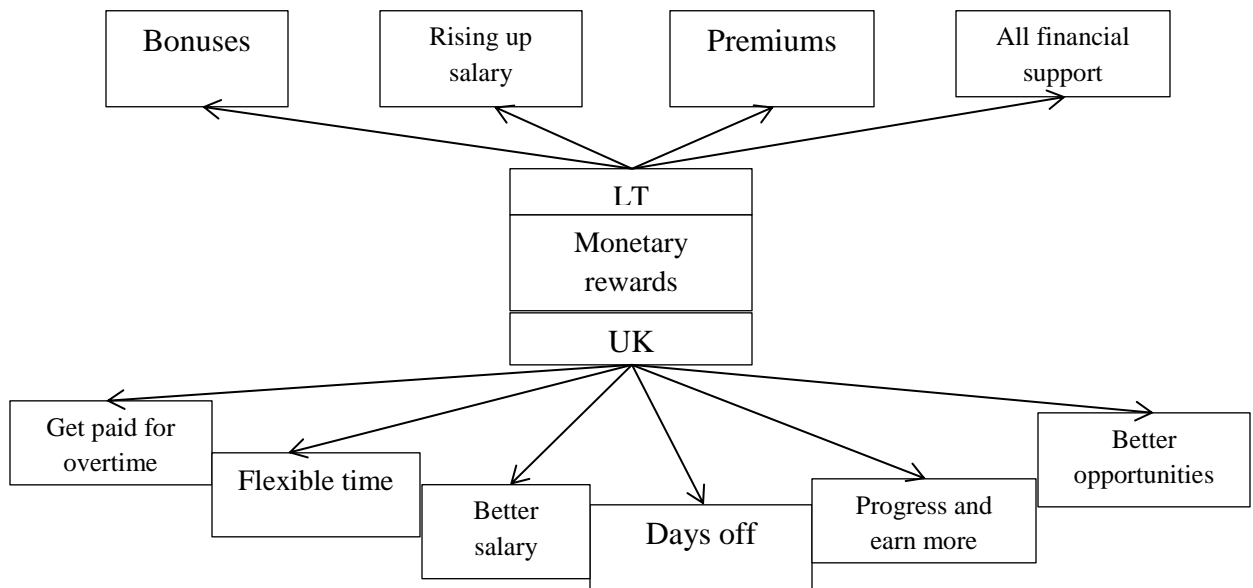 Bonuses
Rising up
salary
Premiums
All financial
support
LT
Monetary
rewards
UK
Get paid for
overtime
Flexible time
Better
salary
Days off
Progress and
earn more
Better
opportunities